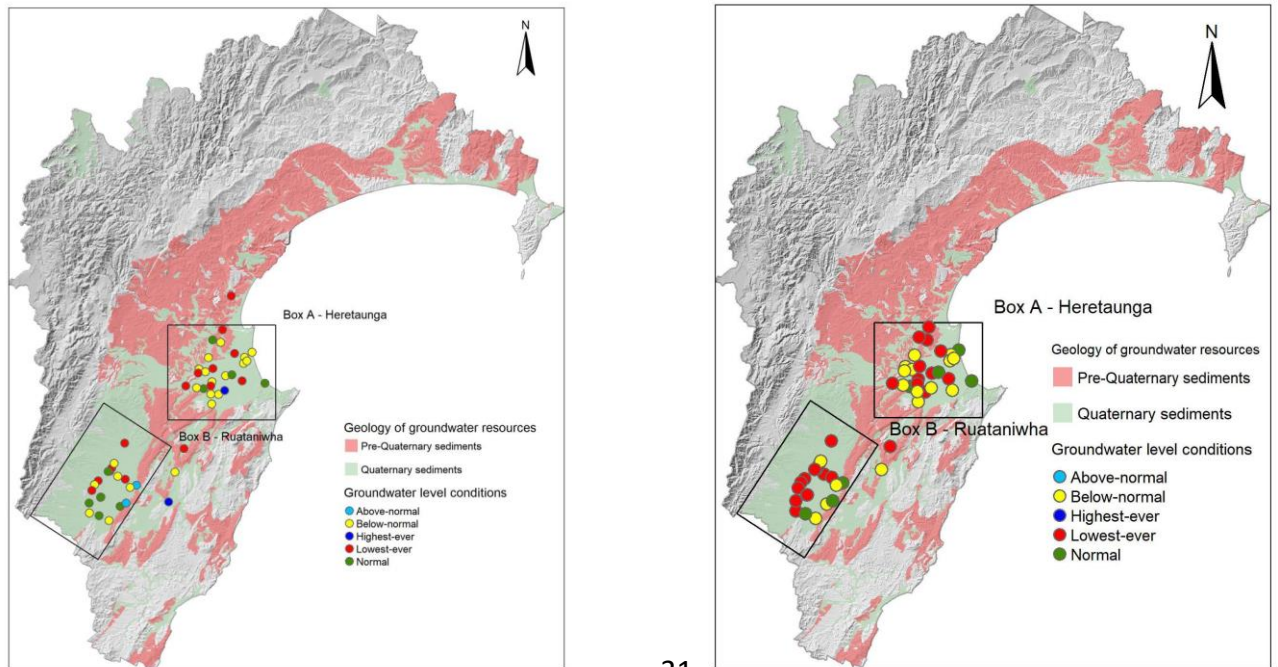 N
Box A - Heretaunga
Box B - Ruataniwha
Geology of groundwater resources
Pre-Quaternary sediments
Quaternary sediments
Groundwater level conditions
Above-normal
Below-normal
Highest-ever
Lowest-ever
Normal
N
Box A - Heretaunga
Geology of groundwater resources
Pre-Quaternary sediments
Quaternary sediments
Box B - Ruataniwha
Groundwater level conditions
Above-normal
Below-normal
Highest-ever
Lowest-ever
Normal